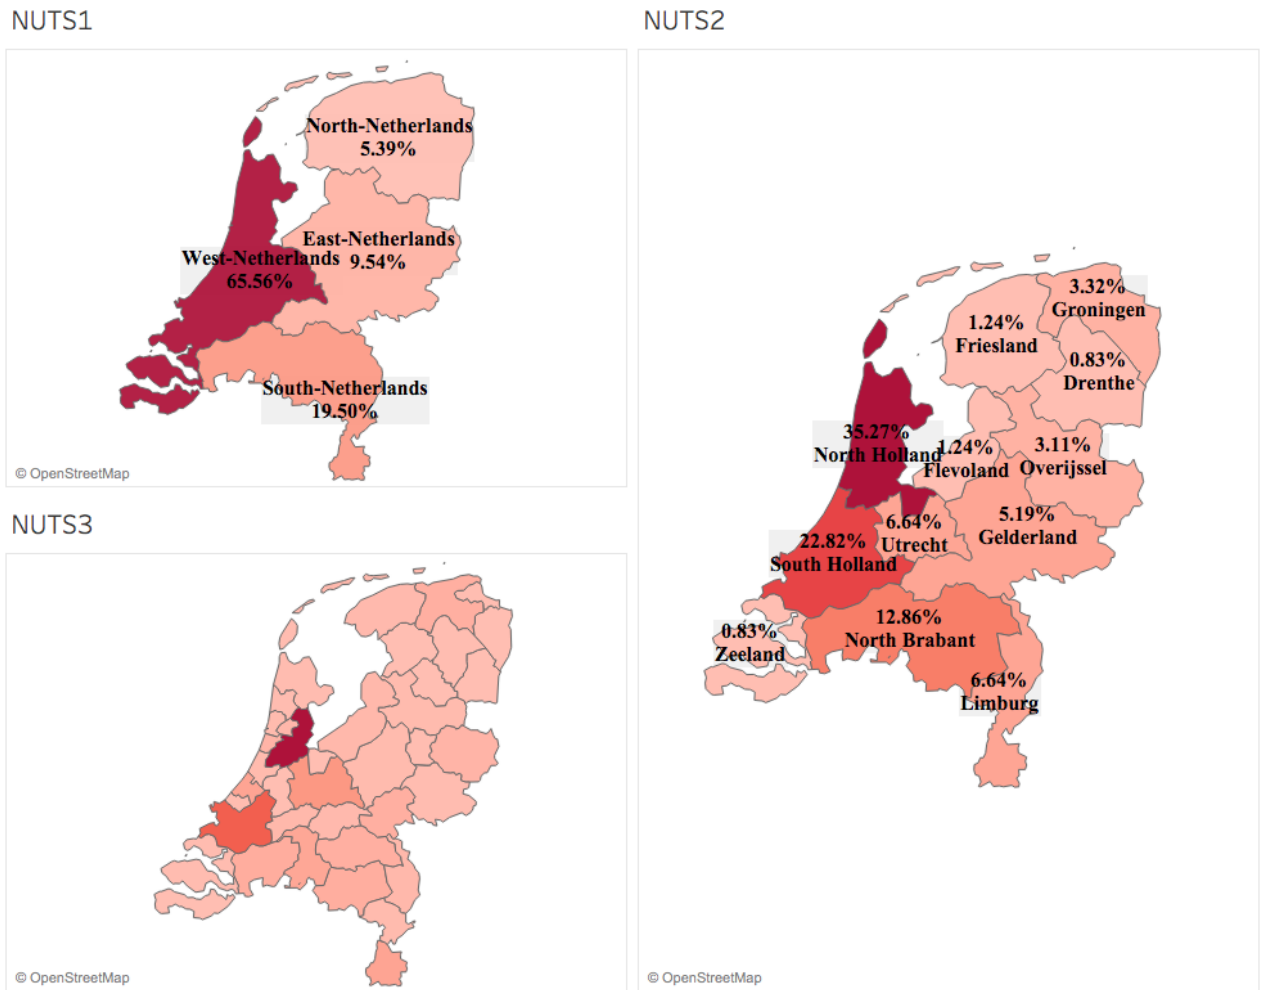 NUTS1
North-Netherlands
5.39%
East-Netherlands
9.54%
West-Netherlands
65.56%
South-Netherlands
19.50%
© OpenStreetMap
NUTS3
© OpenStreetMap
NUTS2
3.32%
Groningen
1.24%
Friesland
0.83%
Drenthe
35.27%
North Holland
1.24%
Flevoland
3.11%
Overijssel
6.64%
Utrecht
5.19%
Gelderland
22.82%
South Holland
12.86%
North Brabant
0.83%
Zeeland
6.64%
Limburg
© OpenStreetMap